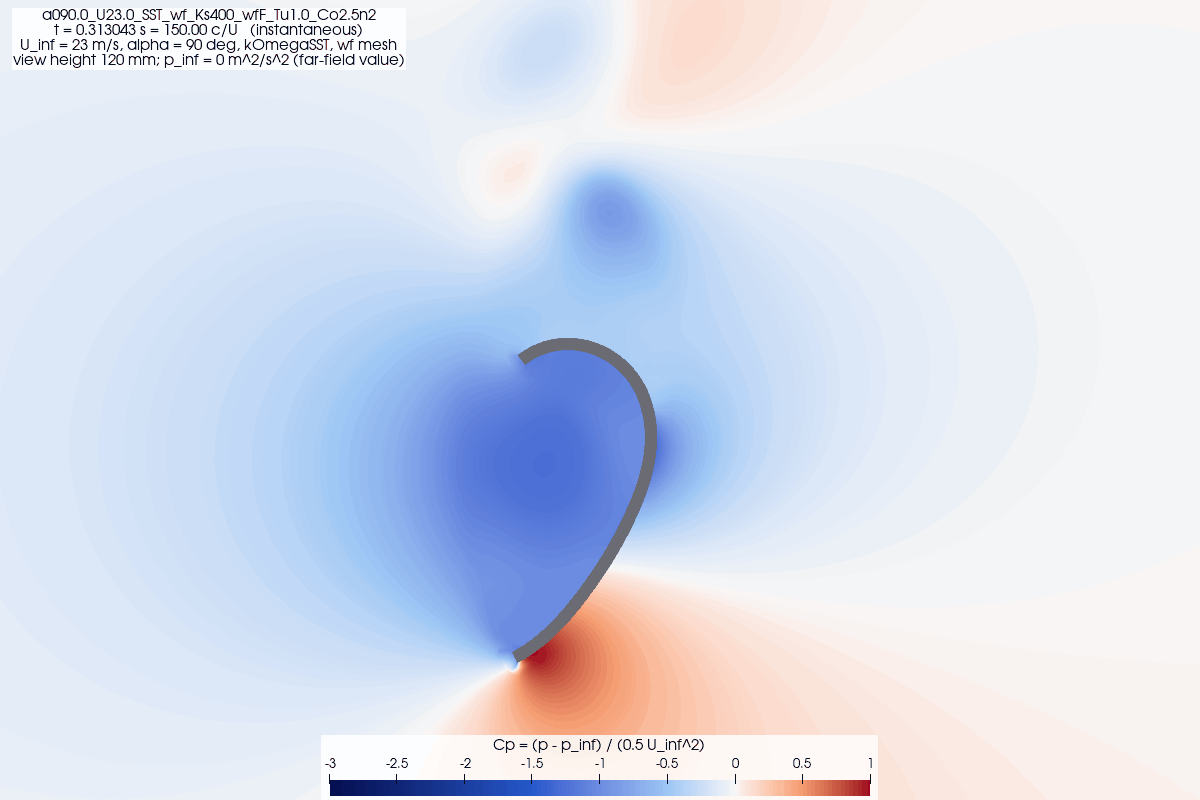 a090.0_U23.0_SST_wf_Ks400_wfF_Tu1.0_Co2.5n2
t = 0.313043 s = 150.00 c/U   (instantaneous)
U_inf = 23 m/s, alpha = 90 deg, kOmegaSST, wf mesh
view height 120 mm; p_inf = 0 m^2/s^2 (far-field value)
Cp = (p - p_inf) / (0.5 U_inf^2)
-3 -2.5 -2 -1.5 -1 -0.5 0 0.5 1